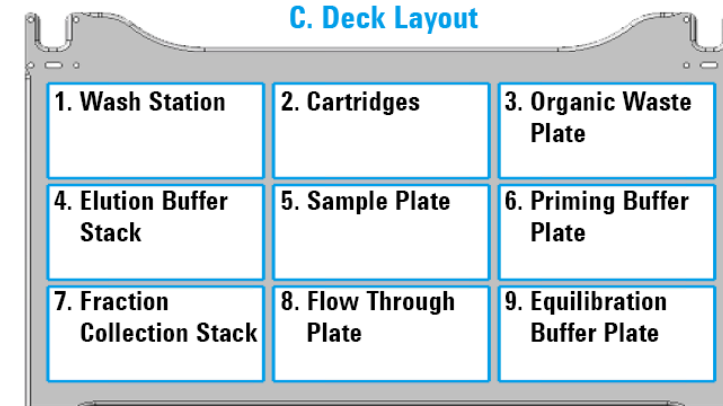 C. Deck Layout
1. Wash Station
2. Cartridges
3. Organic Waste
Plate
4. Elution Buffer
Stack
5. Sample Plate
6. Priming Buffer
Plate
7. Fraction
Collection Stack
8. Flow Through
Plate
9. Equilibration
Buffer Plate